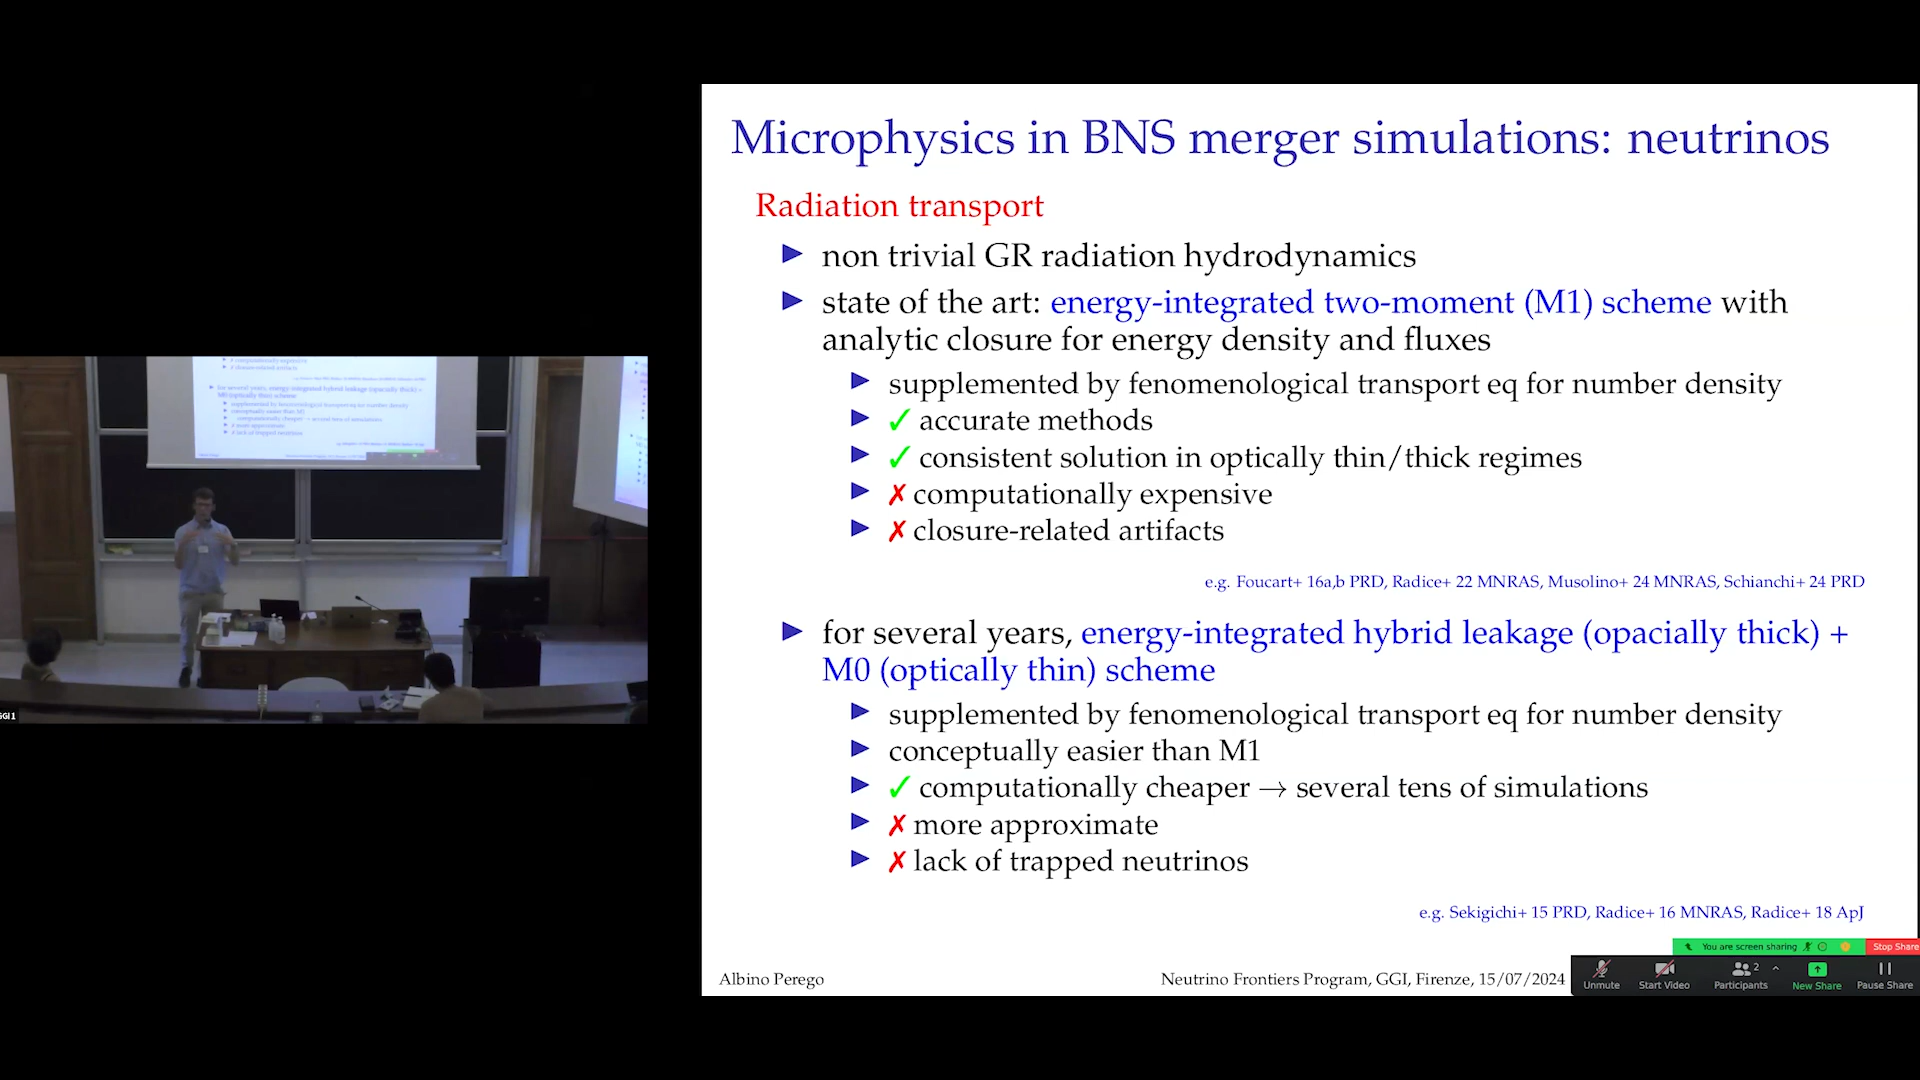 Microphysics in BNS merger simulations: neutrinos
Radiation transport
▶ non trivial GR radiation hydrodynamics
▶ state of the art: energy-integrated two-moment (M1) scheme with
analytic closure for energy density and fluxes
▶ supplemented by fenomenological transport eq for number density
▶ ✓ accurate methods
▶ ✓ consistent solution in optically thin/thick regimes
▶ ✗ computationally expensive
▶ ✗ closure-related artifacts
e.g. Foucart+ 16a,b PRD, Radice+ 22 MNRAS, Musolino+ 24 MNRAS, Schianchi+ 24 PRD
▶ for several years, energy-integrated hybrid leakage (opacially thick) +
M0 (optically thin) scheme
▶ supplemented by fenomenological transport eq for number density
▶ conceptually easier than M1
▶ ✓ computationally cheaper → several tens of simulations
▶ ✗ more approximate
▶ ✗ lack of trapped neutrinos
e.g. Sekigichi+ 15 PRD, Radice+ 16 MNRAS, Radice+ 18 ApJ
Albino Perego
Neutrino Frontiers Program, GGI, Firenze, 15/07/2024
You are screen sharing
Stop Share
Unmute
Start Video
Participants
2
New Share
Pause Share